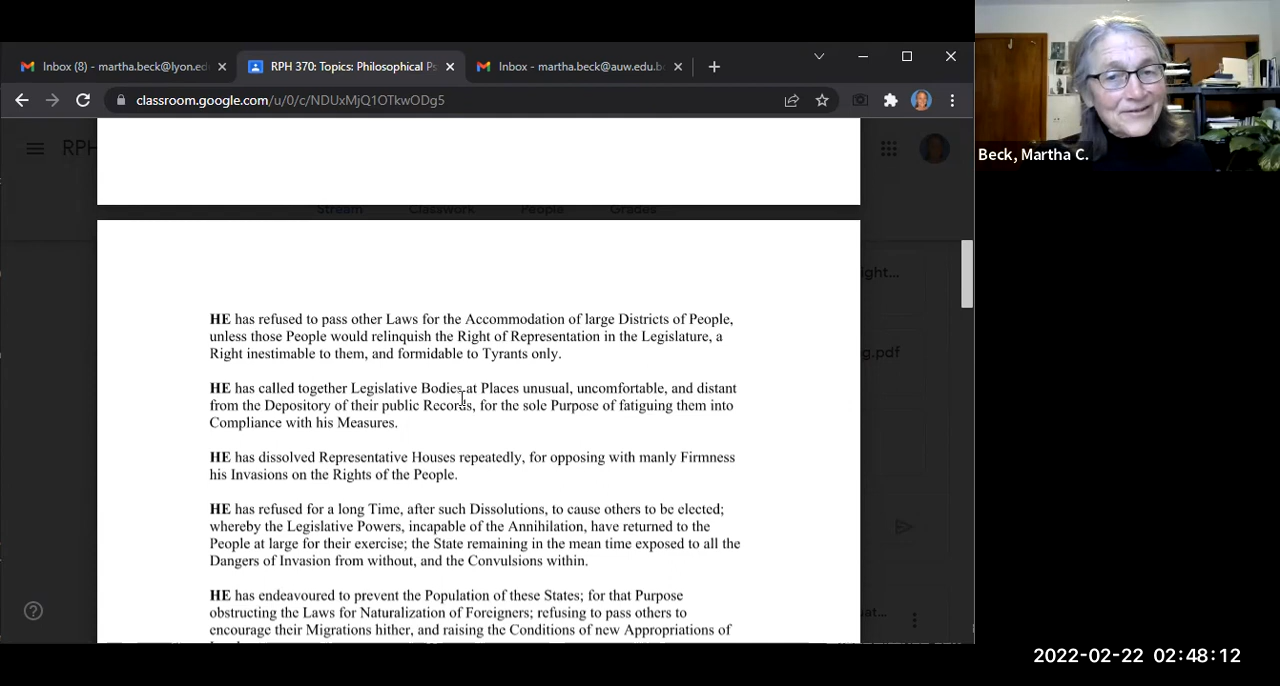 Inbox (8) - martha.beck@lyon.ed
RPH 370: Topics: Philosophical Ps
Inbox - martha.beck@auw.edu.b
classroom.google.com/u/0/c/NDUxMjQ1OTkwODg5
Beck, Martha C.
RPH
Stream Classwork People Grades
ight...
g.pdf
HE has refused to pass other Laws for the Accommodation of large Districts of People,
unless those People would relinquish the Right of Representation in the Legislature, a
Right inestimable to them, and formidable to Tyrants only.
HE has called together Legislative Bodies at Places unusual, uncomfortable, and distant
from the Depository of their public Records, for the sole Purpose of fatiguing them into
Compliance with his Measures.
HE has dissolved Representative Houses repeatedly, for opposing with manly Firmness
his Invasions on the Rights of the People.
HE has refused for a long Time, after such Dissolutions, to cause others to be elected;
whereby the Legislative Powers, incapable of the Annihilation, have returned to the
People at large for their exercise; the State remaining in the mean time exposed to all the
Dangers of Invasion from without, and the Convulsions within.
HE has endeavoured to prevent the Population of these States; for that Purpose
obstructing the Laws for Naturalization of Foreigners; refusing to pass others to
encourage their Migrations hither, and raising the Conditions of new Appropriations of
at...
2022-02-22 02:48:12